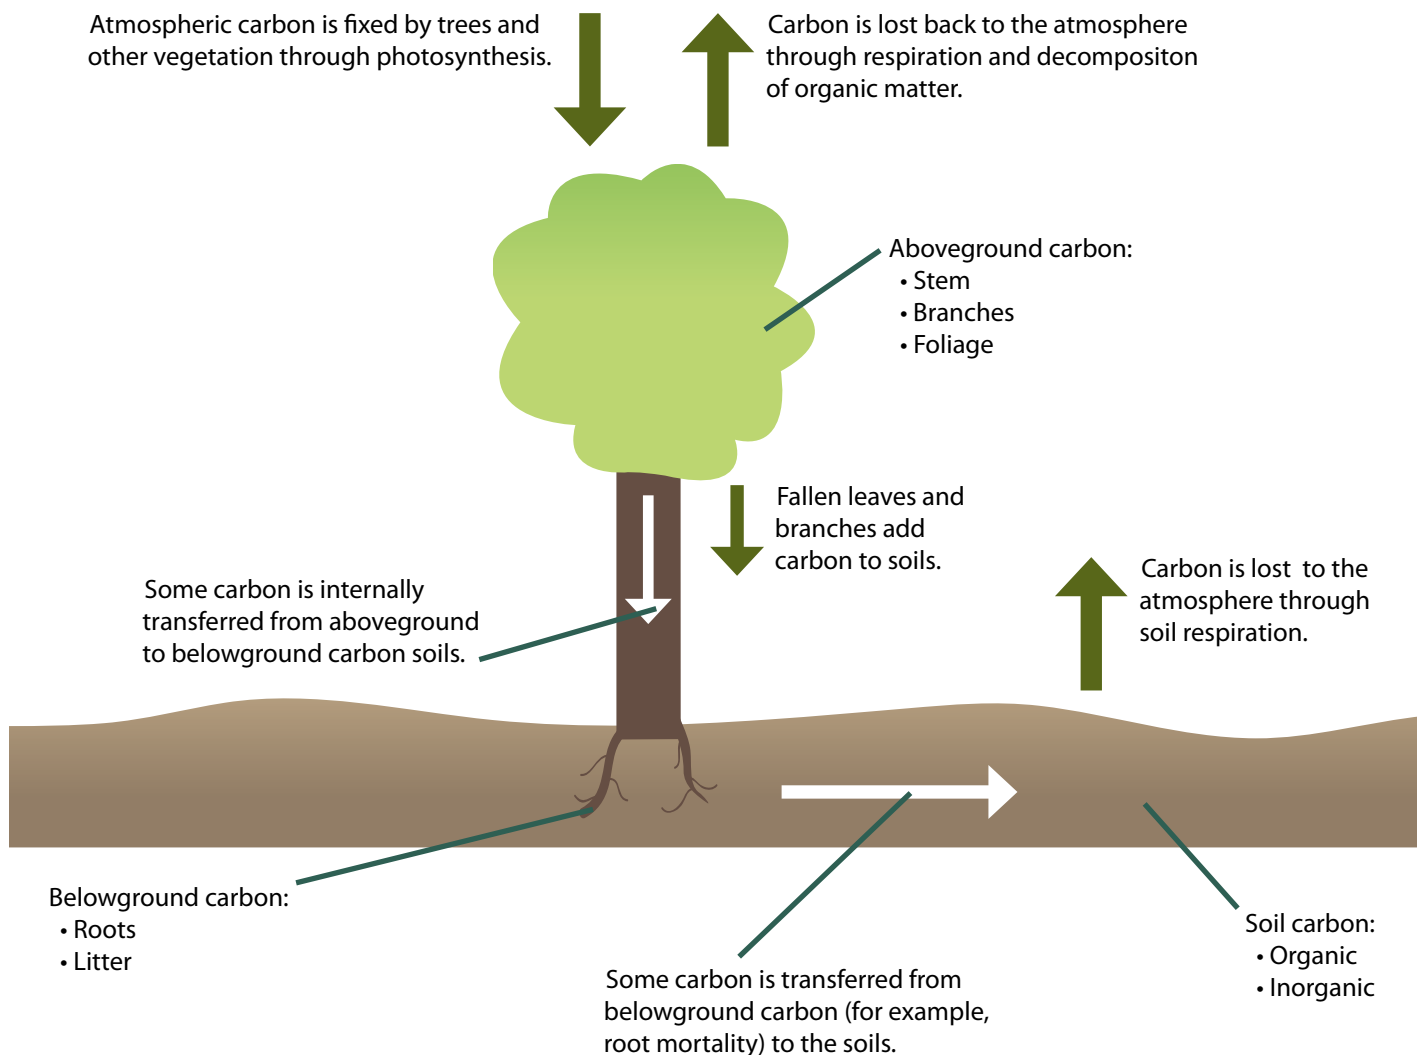 Atmospheric carbon is fixed by trees and
other vegetation through photosynthesis.
Carbon is lost back to the atmosphere
through respiration and decompositon
of organic matter.
Aboveground carbon:
• Stem
• Branches
• Foliage
Fallen leaves and
branches add
carbon to soils.
Some carbon is internally
transferred from aboveground
to belowground carbon soils.
Carbon is lost  to the
atmosphere through
soil respiration.
Belowground carbon:
• Roots
• Litter
Some carbon is transferred from
belowground carbon (for example,
root mortality) to the soils.
Soil carbon:
• Organic
• Inorganic